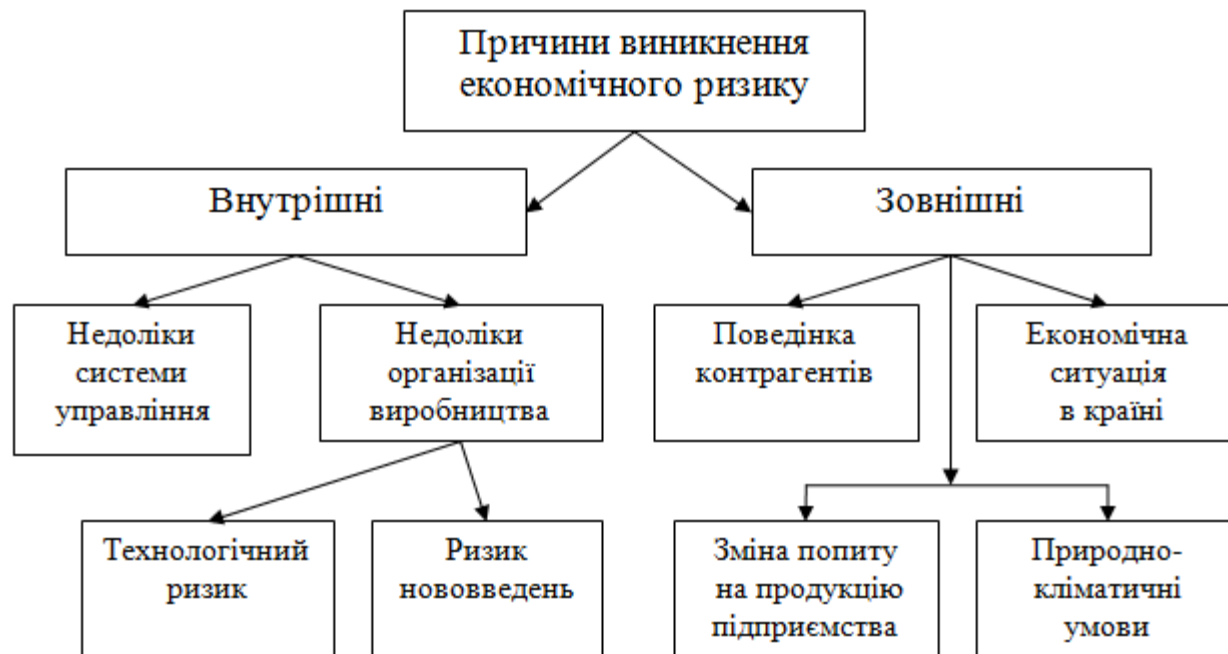 Причини виникнення
економічного ризику
Внутрішні
Зовнішні
Недоліки
системи
управління
Недоліки
організації
виробництва
Поведінка
контрагентів
Економічна
ситуація
в країні
Технологічний
ризик
Ризик
нововведень
Зміна попиту
на продукцію
підприємства
Природно-
кліматичні
умови